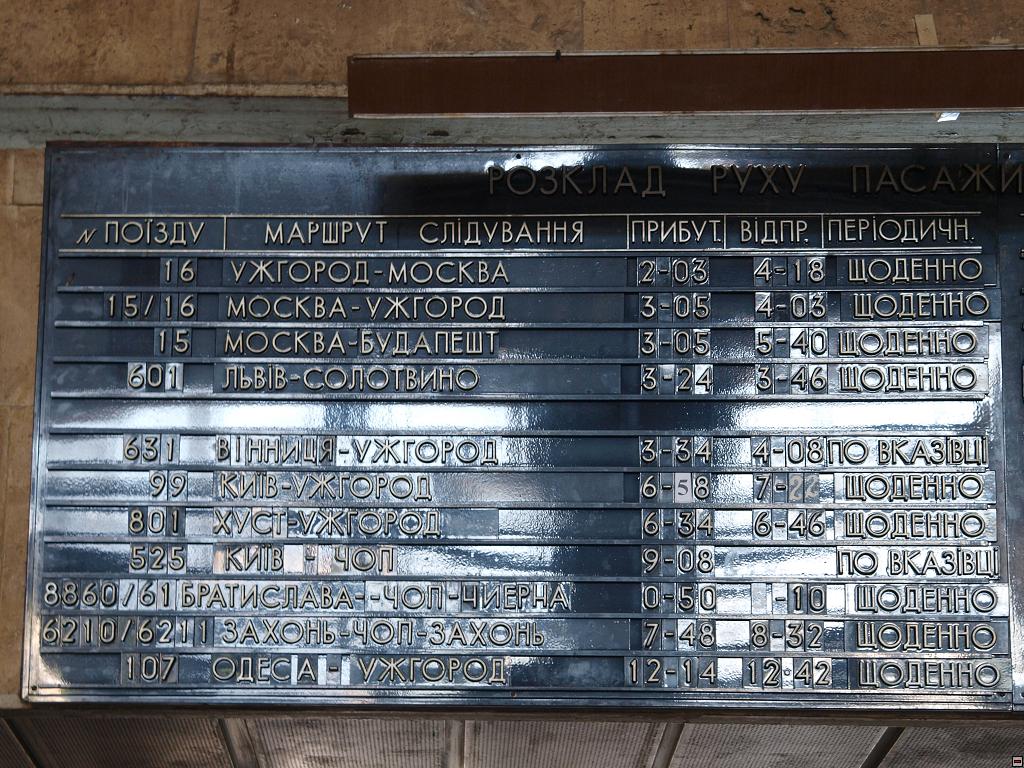 РОЗКЛАД РУХУ ПАСАЖИ
N ПОЇЗДУ МАРШРУТ СЛІДУВАННЯ ПРИБУТ. ВІДПР. ПЕРІОДИЧН.
16 УЖГОРОД-МОСКВА 2-03 4-18 ЩОДЕННО
15/16 МОСКВА-УЖГОРОД 3-05 4-03 ЩОДЕННО
15 МОСКВА-БУДАПЕШТ 3-05 5-40 ЩОДЕННО
601 ЛЬВІВ-СОЛОТВИНО 3-24 3-46 ЩОДЕННО
631 ВІННИЦЯ-УЖГОРОД 3-34 4-08 ПО ВКАЗІВЦІ
99 КИЇВ-УЖГОРОД 6-58 7-22 ЩОДЕННО
801 ХУСТ-УЖГОРОД 6-34 6-46 ЩОДЕННО
525 КИЇВ - ЧОП 9-08 ПО ВКАЗІВЦІ
8860/61 БРАТИСЛАВА--ЧОП-ЧИЕРНА 0-50 1-10 ЩОДЕННО
6210/6211 ЗАХОНЬ-ЧОП-ЗАХОНЬ 7-48 8-32 ЩОДЕННО
107 ОДЕСА - УЖГОРОД 12-14 12-42 ЩОДЕННО